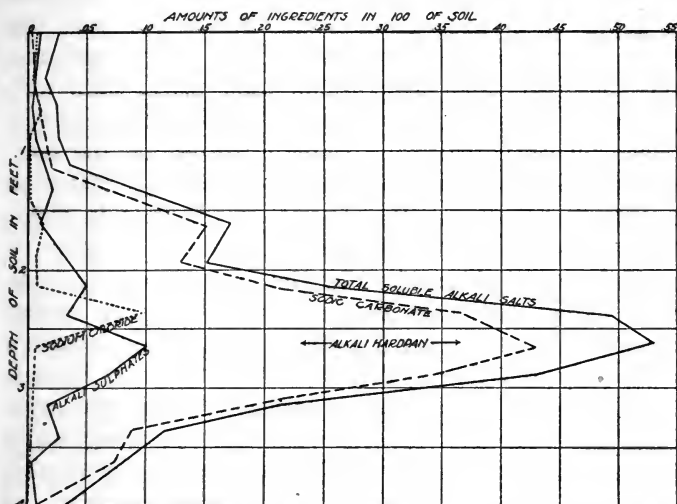 AMOUNTS OF INGREDIENTS IN 100 OF SOIL
0 .05 .10 .15 .20 .25 .30 .35 .40 .45 .50 .55
DEPTH OF SOIL IN FEET.
1
2
3
TOTAL SOLUBLE ALKALI SALTS
SODIC CARBONATE
ALKALI HARDPAN
SODIUM CHLORIDE
ALKALI SULPHATES